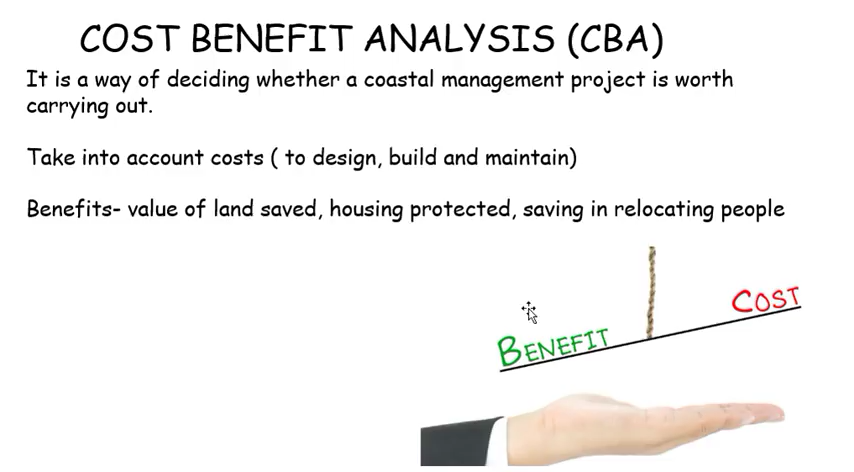 COST BENEFIT ANALYSIS (CBA)
It is a way of deciding whether a coastal management project is worth
carrying out.
Take into account costs ( to design, build and maintain)
Benefits- value of land saved, housing protected, saving in relocating people
BENEFIT
COST